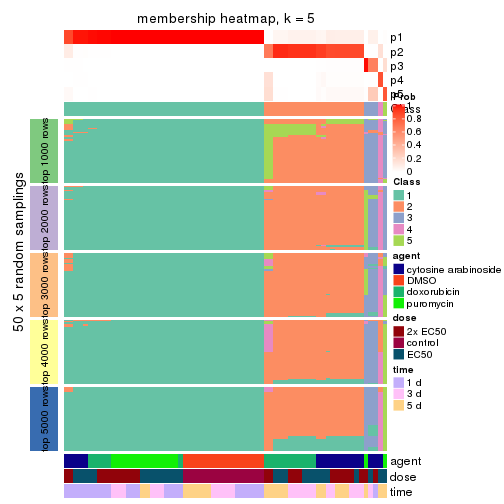 membership heatmap, k = 5
p1
p2
p3
p4
p5
Prob
Class
1
0.8
0.6
0.4
0.2
0
Class
1
2
3
4
5
agent
cytosine arabinoside
DMSO
doxorubicin
puromycin
dose
2x EC50
control
EC50
time
1 d
3 d
5 d
50 x 5 random samplings
top 1000 rows
top 2000 rows
top 3000 rows
top 4000 rows
top 5000 rows
agent
dose
time